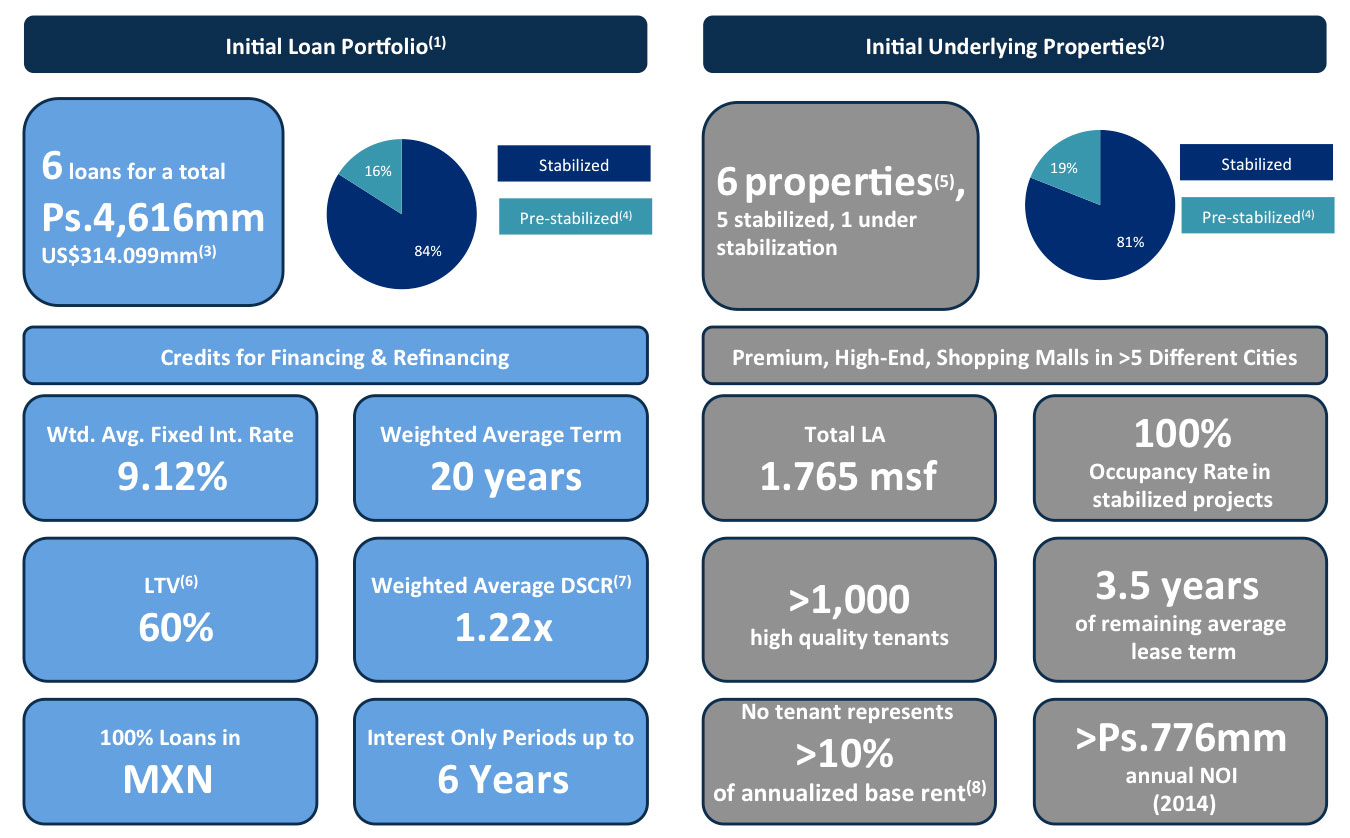 Initial Loan Portfolio(1)
6 loans for a total
Ps.4,616mm
US$314.099mm(3)
16%
84%
Stabilized
Pre-stabilized(4)
Credits for Financing & Refinancing
Wtd. Avg. Fixed Int. Rate
9.12%
Weighted Average Term
20 years
LTV(6)
60%
Weighted Average DSCR(7)
1.22x
100% Loans in
MXN
Interest Only Periods up to
6 Years
Initial Underlying Properties(2)
6 properties(5),
5 stabilized, 1 under
stabilization
19%
81%
Stabilized
Pre-stabilized(4)
Premium, High-End, Shopping Malls in >5 Different Cities
Total LA
1.765 msf
100%
Occupancy Rate in
stabilized projects
>1,000
high quality tenants
3.5 years
of remaining average
lease term
No tenant represents
>10%
of annualized base rent(8)
>Ps.776mm
annual NOI
(2014)